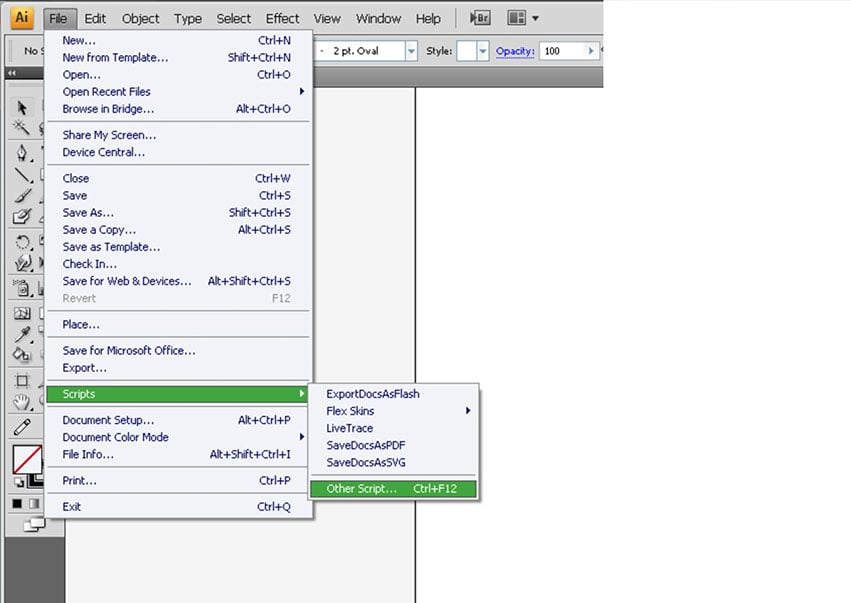 Ai File Edit Object Type Select Effect View Window Help Br
No S 2 pt. Oval Style: Opacity: 100
New... Ctrl+N
New from Template... Shift+Ctrl+N
Open... Ctrl+O
Open Recent Files
Browse in Bridge... Alt+Ctrl+O
Share My Screen...
Device Central...
Close Ctrl+W
Save Ctrl+S
Save As... Shift+Ctrl+S
Save a Copy... Alt+Ctrl+S
Save as Template...
Check In...
Save for Web & Devices... Alt+Shift+Ctrl+S
Revert F12
Place...
Save for Microsoft Office...
Export...
Scripts
ExportDocsAsFlash
Flex Skins
LiveTrace
SaveDocsAsPDF
SaveDocsAsSVG
Other Script... Ctrl+F12
Document Setup... Alt+Ctrl+P
Document Color Mode
File Info... Alt+Shift+Ctrl+I
Print... Ctrl+P
Exit Ctrl+Q